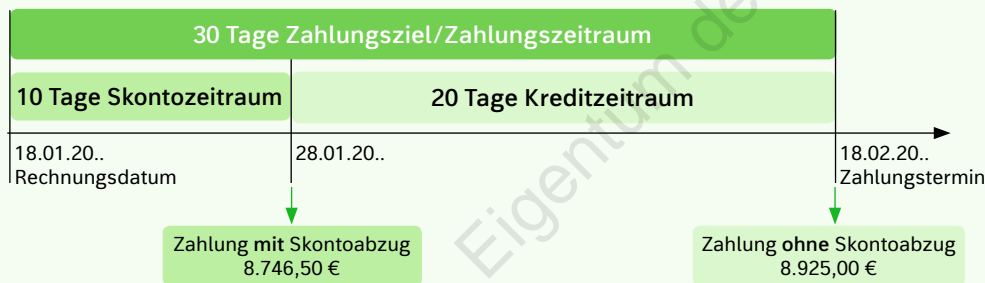 30 Tage Zahlungsziel/Zahlungszeitraum
10 Tage Skontozeitraum
20 Tage Kreditzeitraum
18.01.20..
Rechnungsdatum
28.01.20..
18.02.20..
Zahlungstermin
Zahlung mit Skontoabzug
8.746,50 €
Zahlung ohne Skontoabzug
8.925,00 €
Eigentum de